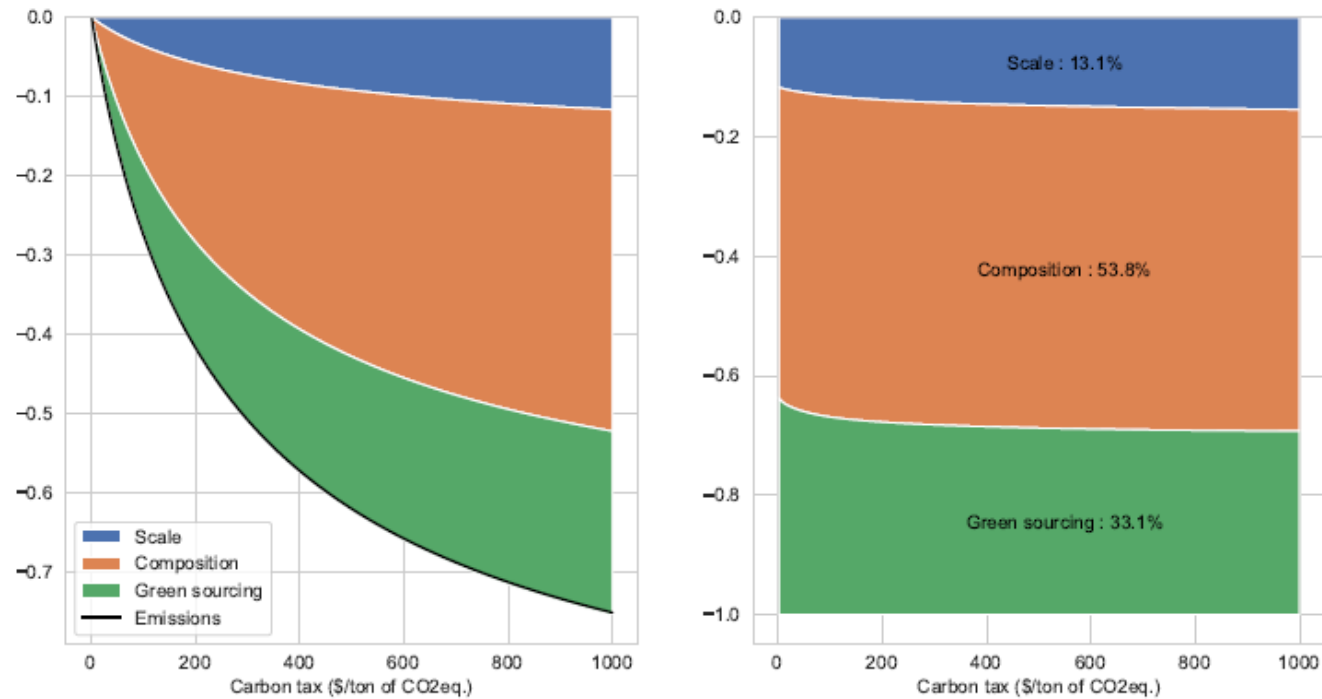 0.0
−0.1
−0.2
−0.3
−0.4
−0.5
−0.6
−0.7
Scale
Composition
Green sourcing
Emissions
0 200 400 600 800 1000
Carbon tax ($/ton of CO2eq.)
0.0
−0.2
−0.4
−0.6
−0.8
−1.0
Scale : 13.1%
Composition : 53.8%
Green sourcing : 33.1%
0 200 400 600 800 1000
Carbon tax ($/ton of CO2eq.)